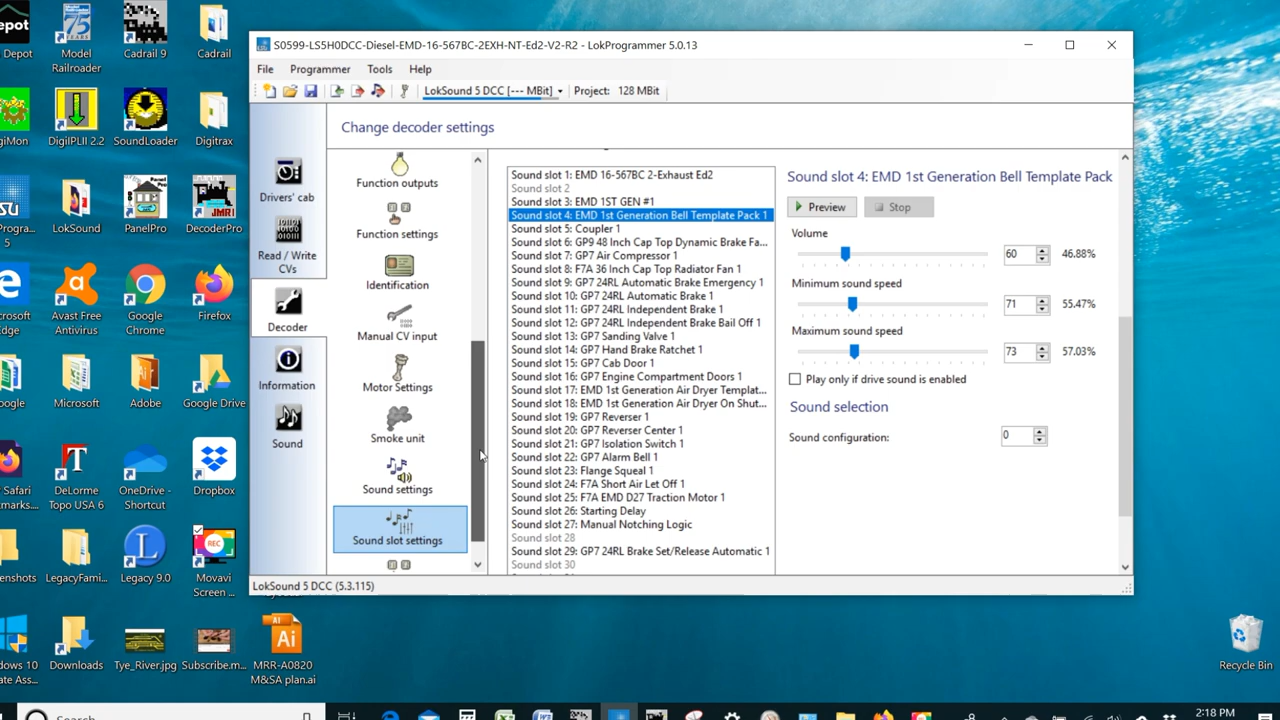 S0599-LS5H0DCC-Diesel-EMD-16-567BC-2EXH-NT-Ed2-V2-R2 - LokProgrammer 5.0.13
File Programmer Tools Help
LokSound 5 DCC [--- MBit] Project: 128 MBit
Change decoder settings
Drivers' cab
Read / Write
CVs
Decoder
Information
Sound
Function outputs
Function settings
Identification
Manual CV input
Motor Settings
Smoke unit
Sound settings
Sound slot settings
Sound slot 1: EMD 16-567BC 2-Exhaust Ed2
Sound slot 2
Sound slot 3: EMD 1ST GEN #1
Sound slot 4: EMD 1st Generation Bell Template Pack 1
Sound slot 5: Coupler 1
Sound slot 6: GP9 48 Inch Cap Top Dynamic Brake Fa...
Sound slot 7: GP7 Air Compressor 1
Sound slot 8: F7A 36 Inch Cap Top Radiator Fan 1
Sound slot 9: GP7 24RL Automatic Brake Emergency 1
Sound slot 10: GP7 24RL Automatic Brake 1
Sound slot 11: GP7 24RL Independent Brake 1
Sound slot 12: GP7 24RL Independent Brake Bail Off 1
Sound slot 13: GP7 Sanding Valve 1
Sound slot 14: GP7 Hand Brake Ratchet 1
Sound slot 15: GP7 Cab Door 1
Sound slot 16: GP7 Engine Compartment Doors 1
Sound slot 17: EMD 1st Generation Air Dryer Templat...
Sound slot 18: EMD 1st Generation Air Dryer On Shut...
Sound slot 19: GP7 Reverser 1
Sound slot 20: GP7 Reverser Center 1
Sound slot 21: GP7 Isolation Switch 1
Sound slot 22: GP7 Alarm Bell 1
Sound slot 23: Flange Squeal 1
Sound slot 24: F7A Short Air Let Off 1
Sound slot 25: F7A EMD D27 Traction Motor 1
Sound slot 26: Starting Delay
Sound slot 27: Manual Notching Logic
Sound slot 28
Sound slot 29: GP7 24RL Brake Set/Release Automatic 1
Sound slot 30
Sound slot 4: EMD 1st Generation Bell Template Pack
Preview Stop
Volume
60 46.88%
Minimum sound speed
71 55.47%
Maximum sound speed
73 57.03%
Play only if drive sound is enabled
Sound selection
Sound configuration: 0
LokSound 5 DCC (5.3.115)
Depot
Model
Railroader
Cadrail 9
Cadrail
DigiIPLII 2.2
SoundLoader
Digitrax
5
LokSound
PanelPro
DecoderPro
Avast Free
Antivirus
Google
Chrome
Firefox
Microsoft
Adobe
Google Drive
Safari
DeLorme
Topo USA 6
OneDrive -
Shortcut
Dropbox
LegacyFami...
Legacy 9.0
REC
Movavi
Screen ...
Downloads
Tye_River.jpg
Subscribe.m...
Ai
MRR-A0820
M&SA plan.ai
Recycle Bin
Search
2:18 PM